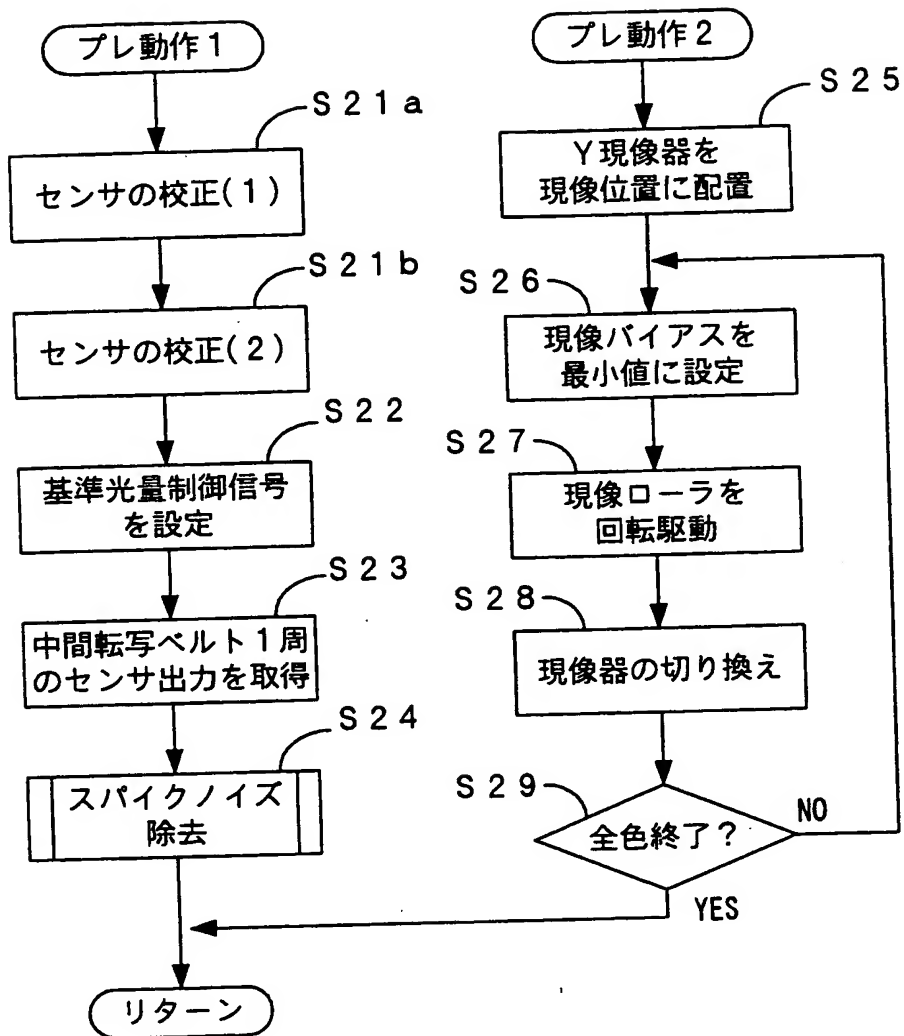 プレ動作1
S21a
センサの校正(1)
S21b
センサの校正(2)
S22
基準光量制御信号
を設定
S23
中間転写ベルト1周
のセンサ出力を取得
S24
スパイクノイズ
除去
リターン
プレ動作2
S25
Y現像器を
現像位置に配置
S26
現像バイアスを
最小値に設定
S27
現像ローラを
回転駆動
S28
現像器の切り換え
S29
全色終了?
NO
YES